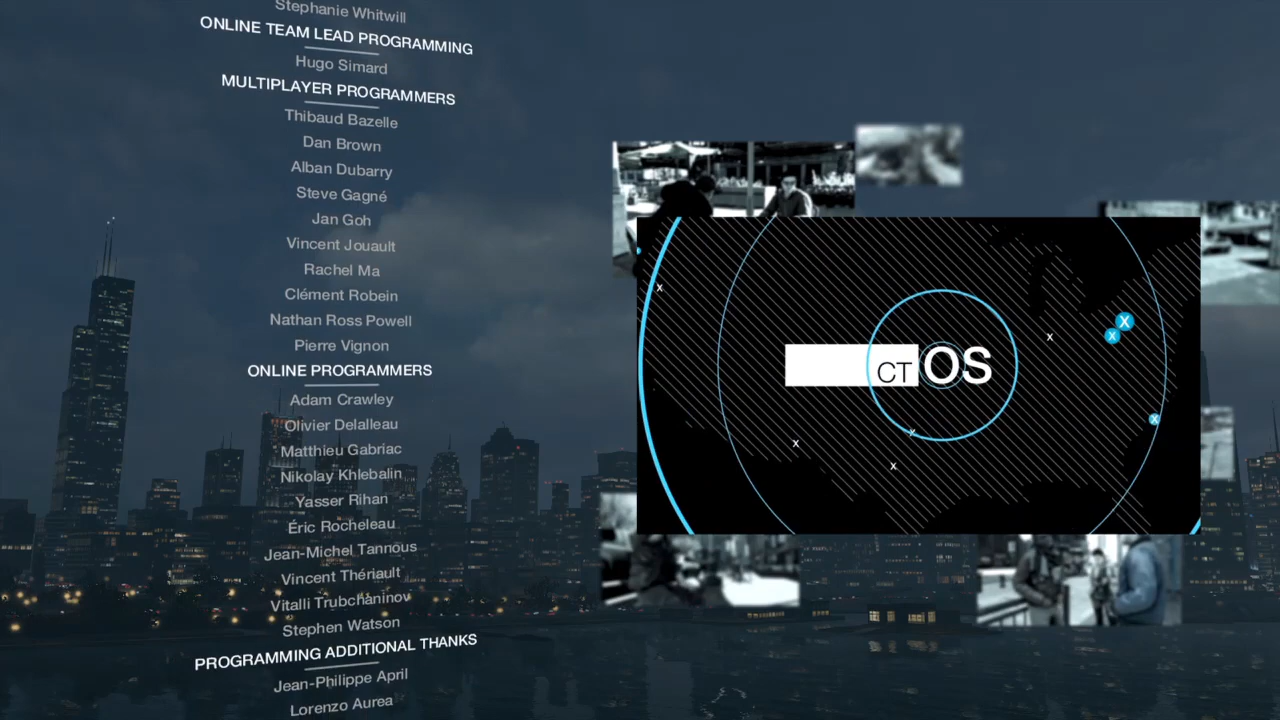 Stephanie Whitwill
ONLINE TEAM LEAD PROGRAMMING
Hugo Simard
MULTIPLAYER PROGRAMMERS
Thibaud Bazelle
Dan Brown
Alban Dubarry
Steve Gagné
Jan Goh
Vincent Jouault
Rachel Ma
Clément Robein
Nathan Ross Powell
Pierre Vignon
ONLINE PROGRAMMERS
Adam Crawley
Olivier Delalleau
Matthieu Gabriac
Nikolay Khlebalin
Yasser Rihan
Éric Rocheleau
Jean-Michel Tannous
Vincent Thériault
Vitalli Trubchaninov
Stephen Watson
PROGRAMMING ADDITIONAL THANKS
Jean-Philippe April
Lorenzo Aurea
CTOS